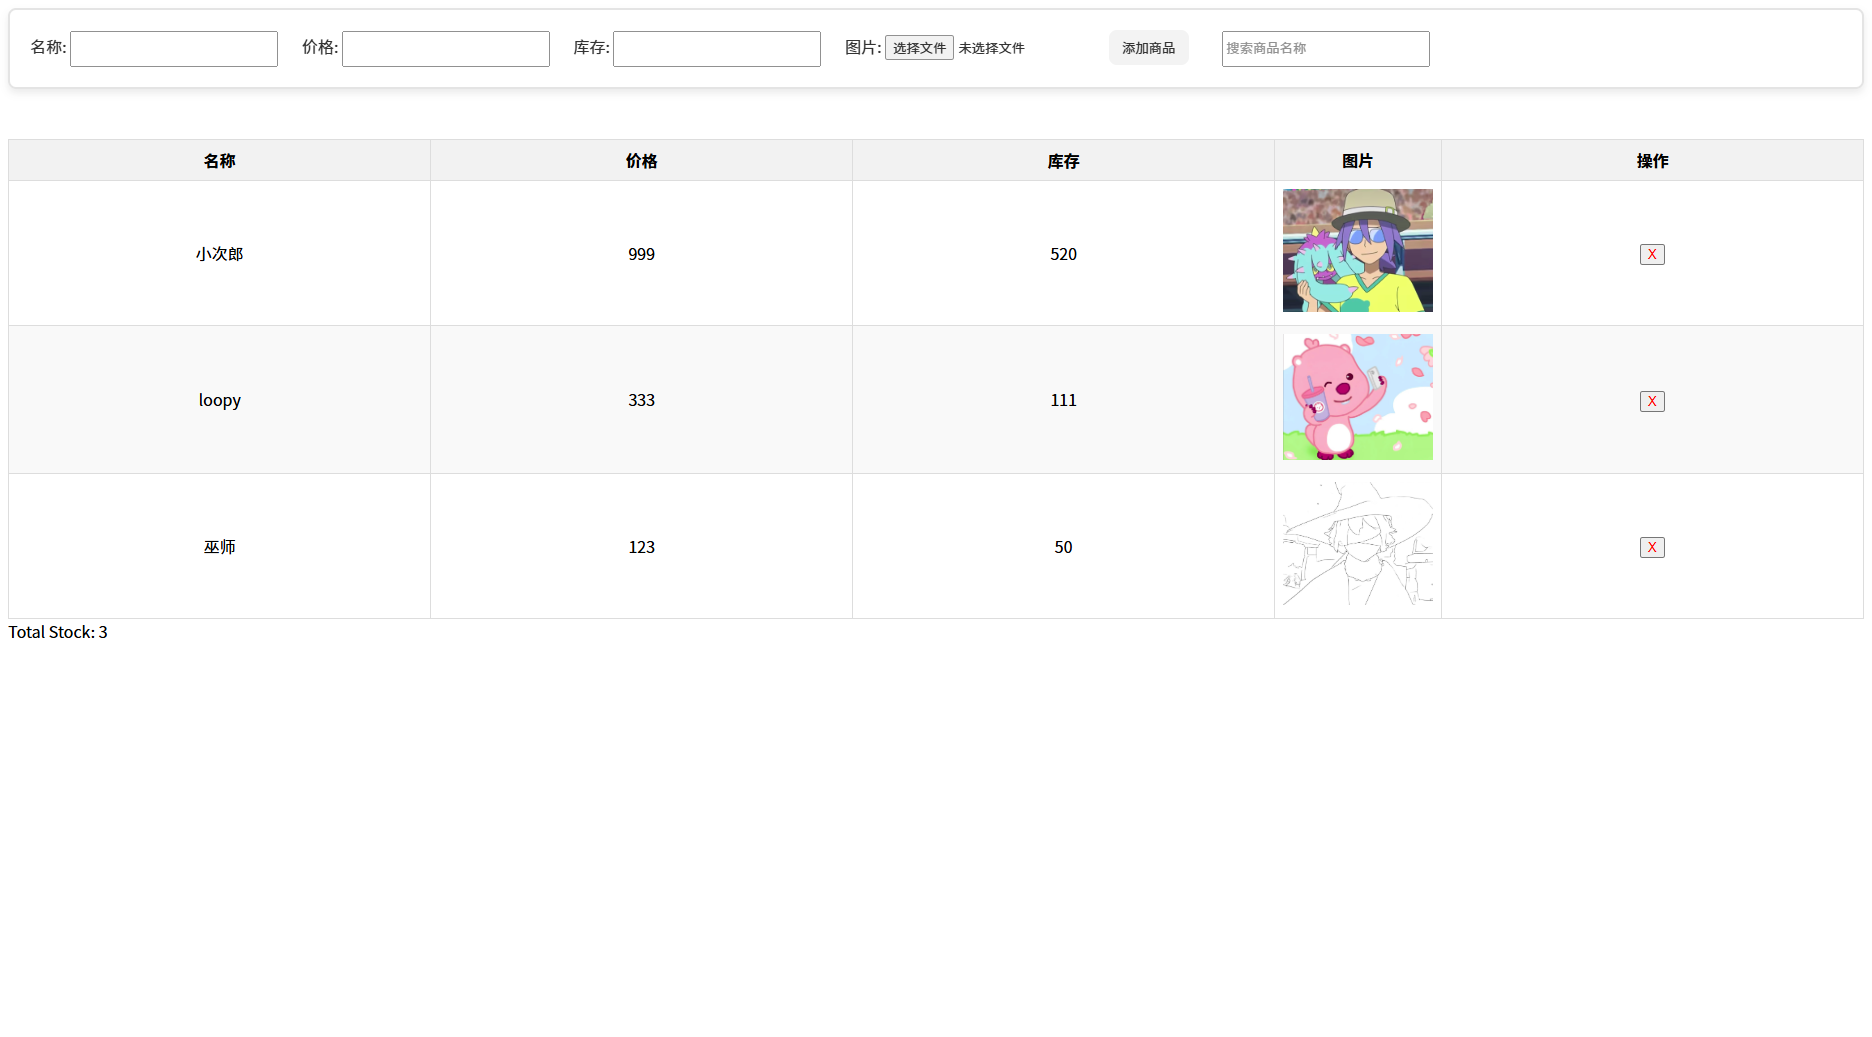 名称: 价格: 库存: 图片: 选择文件 未选择文件 添加商品 搜索商品名称
名称 价格 库存 图片 操作
小次郎 999 520 X
loopy 333 111 X
巫师 123 50 X
Total Stock: 3